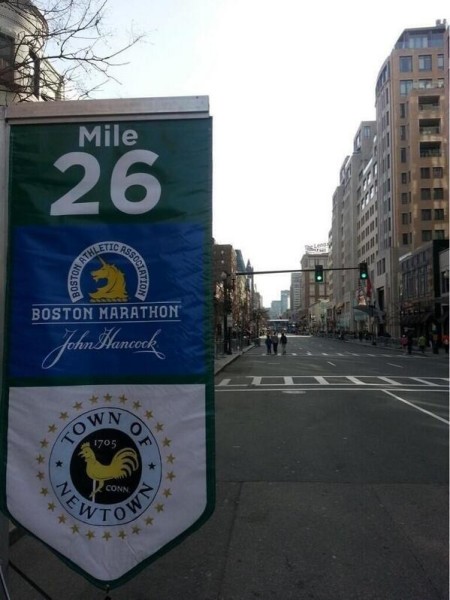 Mile
26
BOSTON ATHLETIC ASSOCIATION
BOSTON MARATHON
John Hancock
TOWN OF
1705
CONN
NEWTOWN